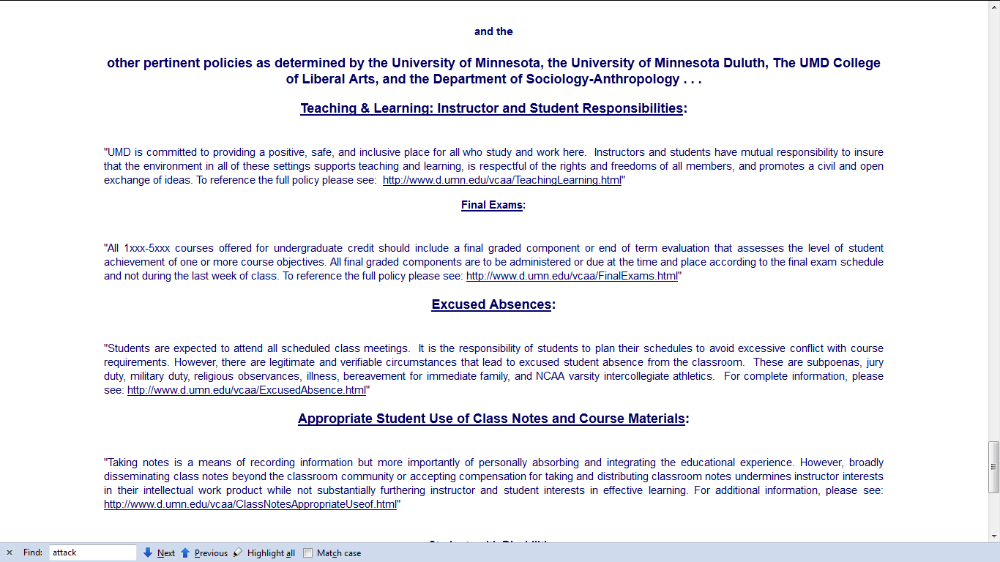 and the
other pertinent policies as determined by the University of Minnesota, the University of Minnesota Duluth, The UMD College
of Liberal Arts, and the Department of Sociology-Anthropology . . .
Teaching & Learning: Instructor and Student Responsibilities:
"UMD is committed to providing a positive, safe, and inclusive place for all who study and work here.  Instructors and students have mutual responsibility to insure
that the environment in all of these settings supports teaching and learning, is respectful of the rights and freedoms of all members, and promotes a civil and open
exchange of ideas. To reference the full policy please see:  http://www.d.umn.edu/vcaa/TeachingLearning.html"
Final Exams:
"All 1xxx-5xxx courses offered for undergraduate credit should include a final graded component or end of term evaluation that assesses the level of student
achievement of one or more course objectives. All final graded components are to be administered or due at the time and place according to the final exam schedule
and not during the last week of class. To reference the full policy please see: http://www.d.umn.edu/vcaa/FinalExams.html"
Excused Absences:
"Students are expected to attend all scheduled class meetings.  It is the responsibility of students to plan their schedules to avoid excessive conflict with course
requirements. However, there are legitimate and verifiable circumstances that lead to excused student absence from the classroom.  These are subpoenas, jury
duty, military duty, religious observances, illness, bereavement for immediate family, and NCAA varsity intercollegiate athletics.  For complete information, please
see: http://www.d.umn.edu/vcaa/ExcusedAbsence.html"
Appropriate Student Use of Class Notes and Course Materials:
"Taking notes is a means of recording information but more importantly of personally absorbing and integrating the educational experience. However, broadly
disseminating class notes beyond the classroom community or accepting compensation for taking and distributing classroom notes undermines instructor interests
in their intellectual work product while not substantially furthering instructor and student interests in effective learning. For additional information, please see:
http://www.d.umn.edu/vcaa/ClassNotesAppropriateUseof.html"
Find: attack Next Previous Highlight all Match case